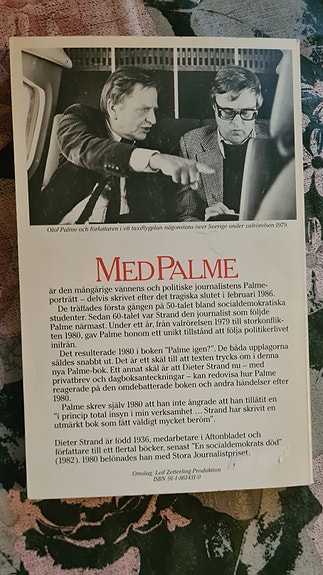 Olof Palme och författaren i ett taxiflygplan någonstans över Sverige under valrörelsen 1979
MED PALME
är den mångårige vännens och politiske journalistens Palme-
porträtt – delvis skrivet efter det tragiska slutet i februari 1986.
De träffades första gången på 50-talet bland socialdemokratiska
studenter. Sedan 60-talet var Strand den journalist som följde
Palme närmast. Under ett år, från valrörelsen 1979 till storkonflik-
ten 1980, gav Palme honom ett unikt tillstånd att följa politikerlivet
inifrån.
Det resulterade 1980 i boken "Palme igen?". De båda upplagorna
såldes snabbt ut. Det är ett skäl till att texten trycks om i denna
nya Palme-bok. Ett annat skäl är att Dieter Strand nu – med
privatbrev och dagboksanteckningar – kan redovisa hur Palme
reagerade på den omdebatterade boken och andra händelser efter
1980.
Palme skrev själv 1980 att han inte ångrade att han tillåtit en
"i princip total insyn i min verksamhet ... Strand har skrivit en
utmärkt bok som fått väldigt mycket beröm".
Dieter Strand är född 1936, medarbetare i Aftonbladet och
författare till ett flertal böcker, senast "En socialdemokrats död"
(1982). 1980 belönades han med Stora Journalistpriset.
Omslag: Leif Zetterling Produktion
ISBN 91-1-861431-0